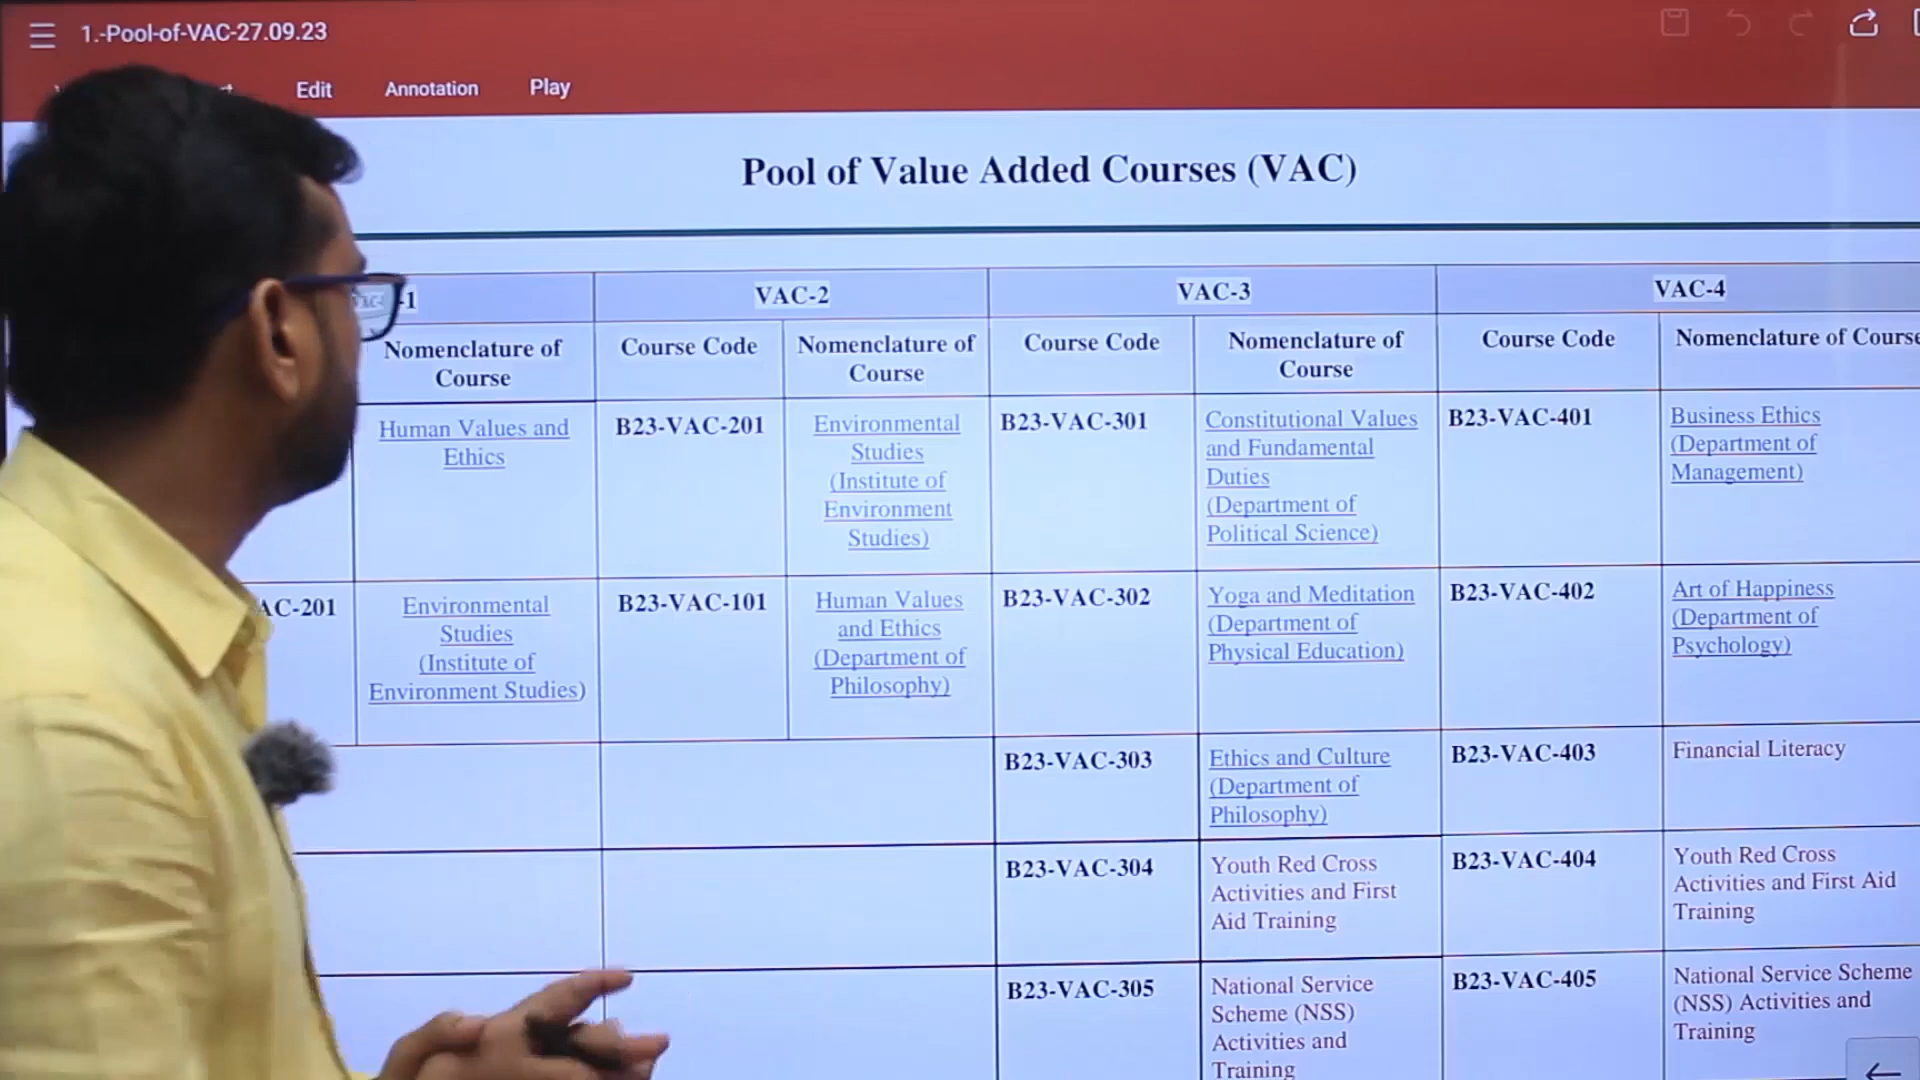 1.-Pool-of-VAC-27.09.23
Edit Annotation Play
Pool of Value Added Courses (VAC)
-1 VAC-2 VAC-3 VAC-4
Nomenclature of
Course
Course Code
Nomenclature of
Course
Course Code
Nomenclature of
Course
Course Code
Nomenclature of Course
Human Values and
Ethics
B23-VAC-201
Environmental
Studies
(Institute of
Environment
Studies)
B23-VAC-301
Constitutional Values
and Fundamental
Duties
(Department of
Political Science)
B23-VAC-401
Business Ethics
(Department of
Management)
AC-201
Environmental
Studies
(Institute of
Environment Studies)
B23-VAC-101
Human Values
and Ethics
(Department of
Philosophy)
B23-VAC-302
Yoga and Meditation
(Department of
Physical Education)
B23-VAC-402
Art of Happiness
(Department of
Psychology)
B23-VAC-303
Ethics and Culture
(Department of
Philosophy)
B23-VAC-403
Financial Literacy
B23-VAC-304
Youth Red Cross
Activities and First
Aid Training
B23-VAC-404
Youth Red Cross
Activities and First Aid
Training
B23-VAC-305
National Service
Scheme (NSS)
Activities and
Training
B23-VAC-405
National Service Scheme
(NSS) Activities and
Training